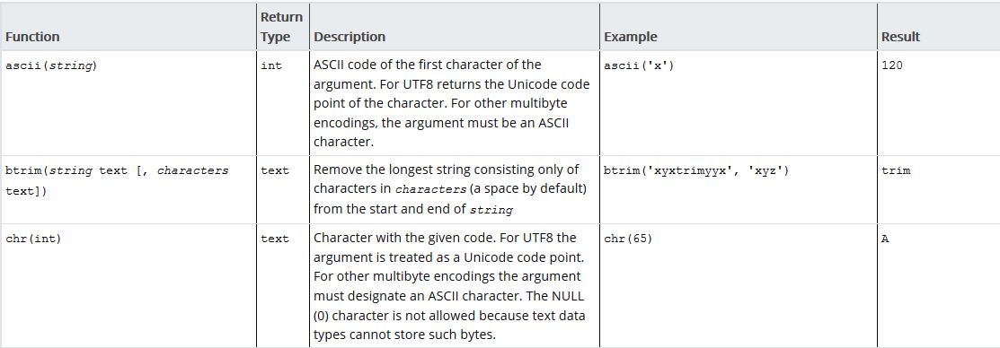 Function
Return
Type
Description
Example
Result
ascii(string)
int
ASCII code of the first character of the
argument. For UTF8 returns the Unicode code
point of the character. For other multibyte
encodings, the argument must be an ASCII
character.
ascii('x')
120
btrim(string text [, characters
text])
text
Remove the longest string consisting only of
characters in characters (a space by default)
from the start and end of string
btrim('xyxtrimyyx', 'xyz')
trim
chr(int)
text
Character with the given code. For UTF8 the
argument is treated as a Unicode code point.
For other multibyte encodings the argument
must designate an ASCII character. The NULL
(0) character is not allowed because text data
types cannot store such bytes.
chr(65)
A